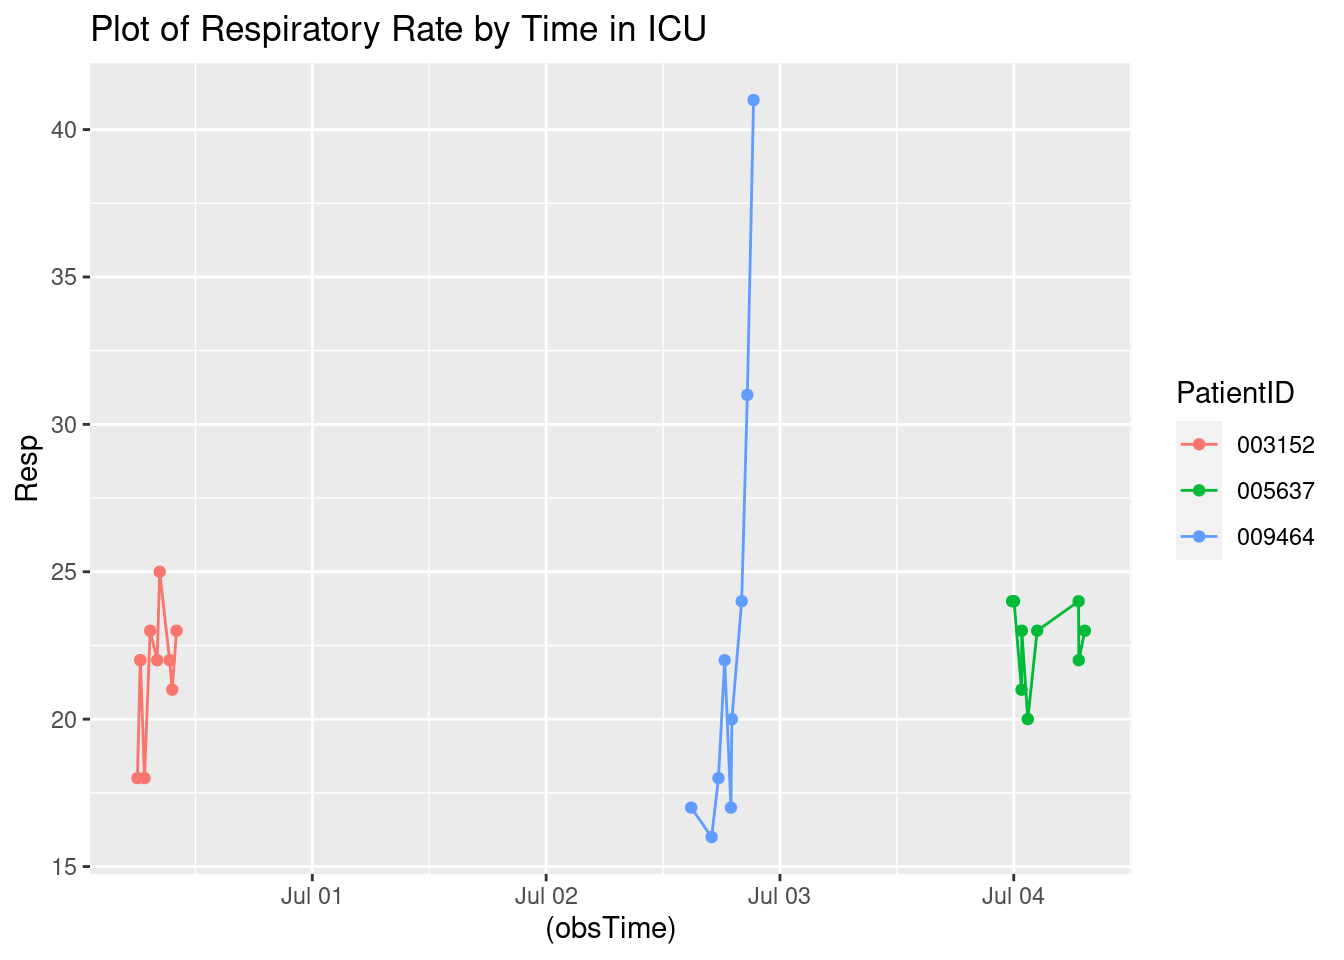 Plot of Respiratory Rate by Time in ICU
40
35
30
25
20
15
Resp
Jul 01
Jul 02
Jul 03
Jul 04
(obsTime)
PatientID
003152
005637
009464